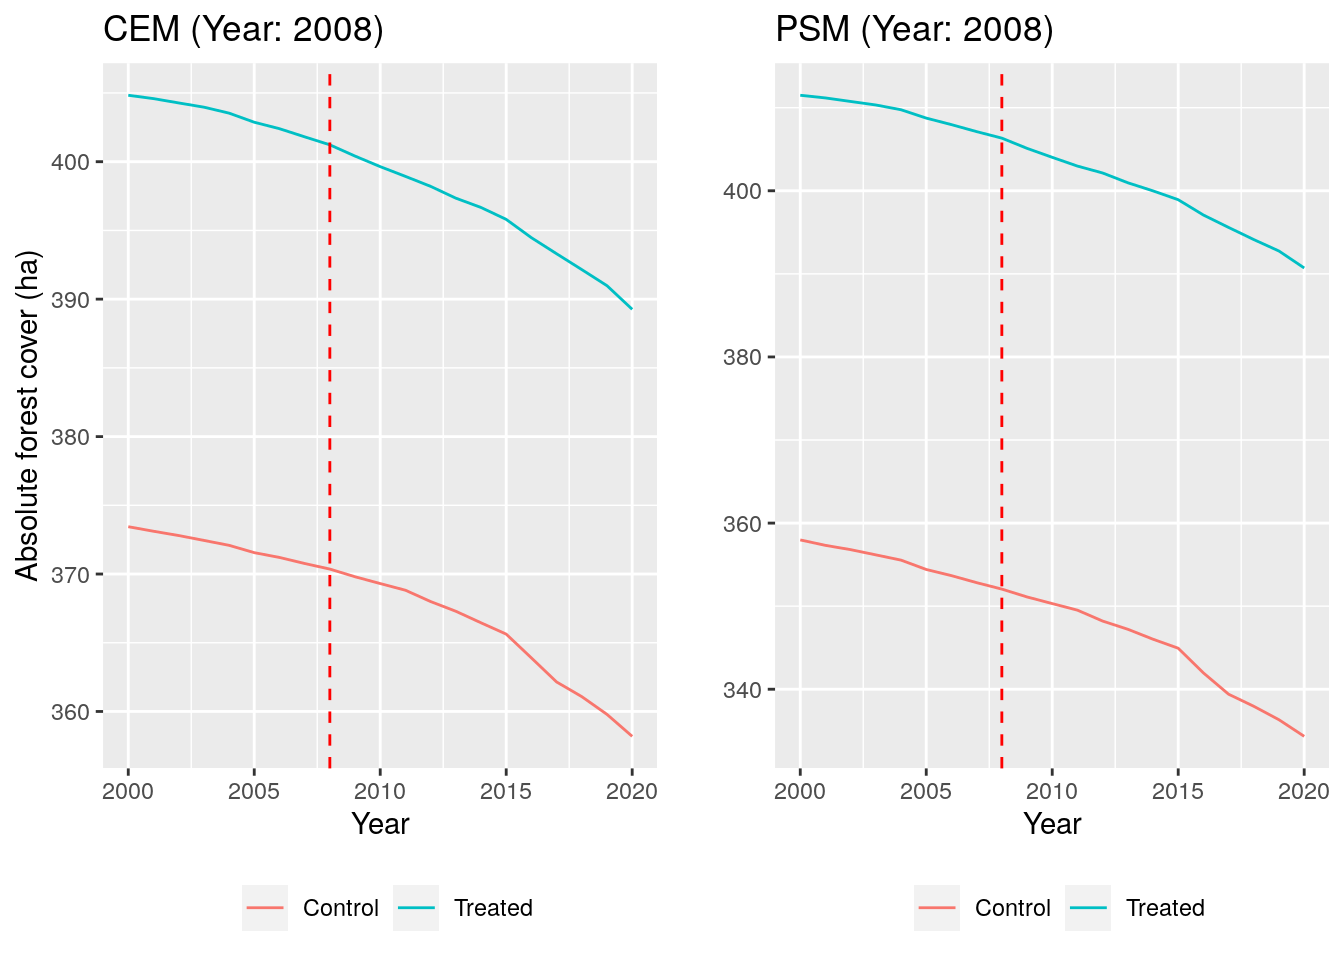 CEM (Year: 2008)
Absolute forest cover (ha)
400
390
380
370
360
2000 2005 2010 2015 2020
Year
Control Treated
PSM (Year: 2008)
400
380
360
340
2000 2005 2010 2015 2020
Year
Control Treated